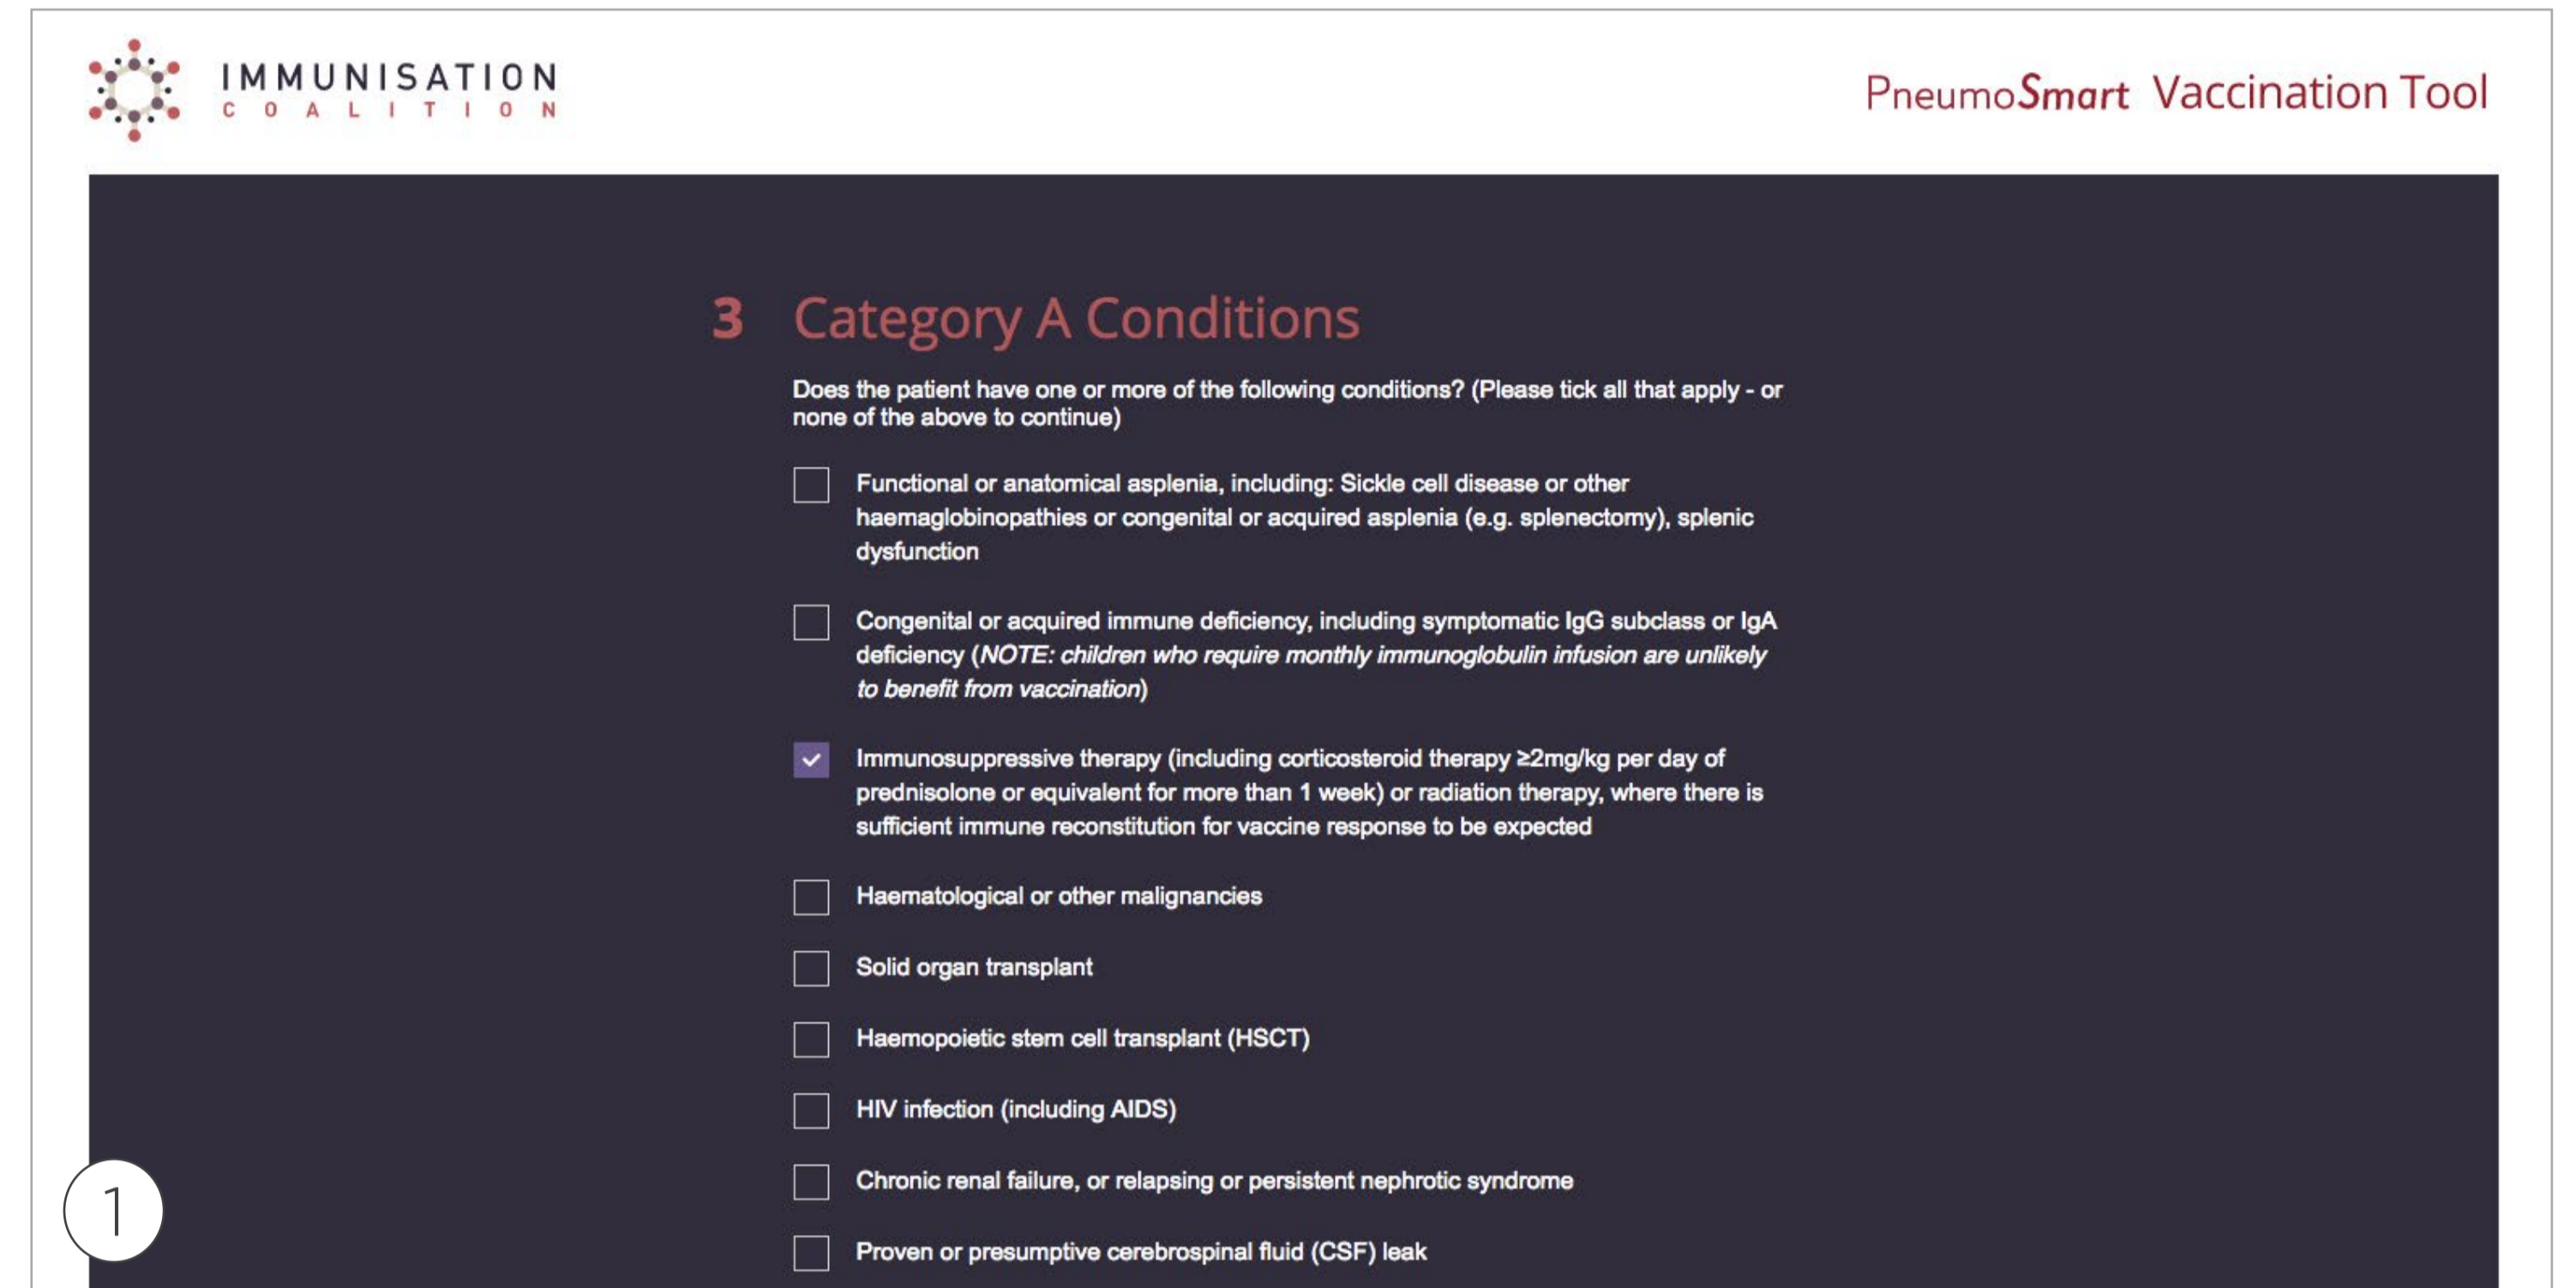 IMMUNISATION
COALITION
PneumoSmart Vaccination Tool
3 Category A Conditions
Does the patient have one or more of the following conditions? (Please tick all that apply - or
none of the above to continue)
Functional or anatomical asplenia, including: Sickle cell disease or other
haemaglobinopathies or congenital or acquired asplenia (e.g. splenectomy), splenic
dysfunction
Congenital or acquired immune deficiency, including symptomatic IgG subclass or IgA
deficiency (NOTE: children who require monthly immunoglobulin infusion are unlikely
to benefit from vaccination)
Immunosuppressive therapy (including corticosteroid therapy ≥2mg/kg per day of
prednisolone or equivalent for more than 1 week) or radiation therapy, where there is
sufficient immune reconstitution for vaccine response to be expected
Haematological or other malignancies
Solid organ transplant
Haemopoietic stem cell transplant (HSCT)
HIV infection (including AIDS)
Chronic renal failure, or relapsing or persistent nephrotic syndrome
Proven or presumptive cerebrospinal fluid (CSF) leak
1